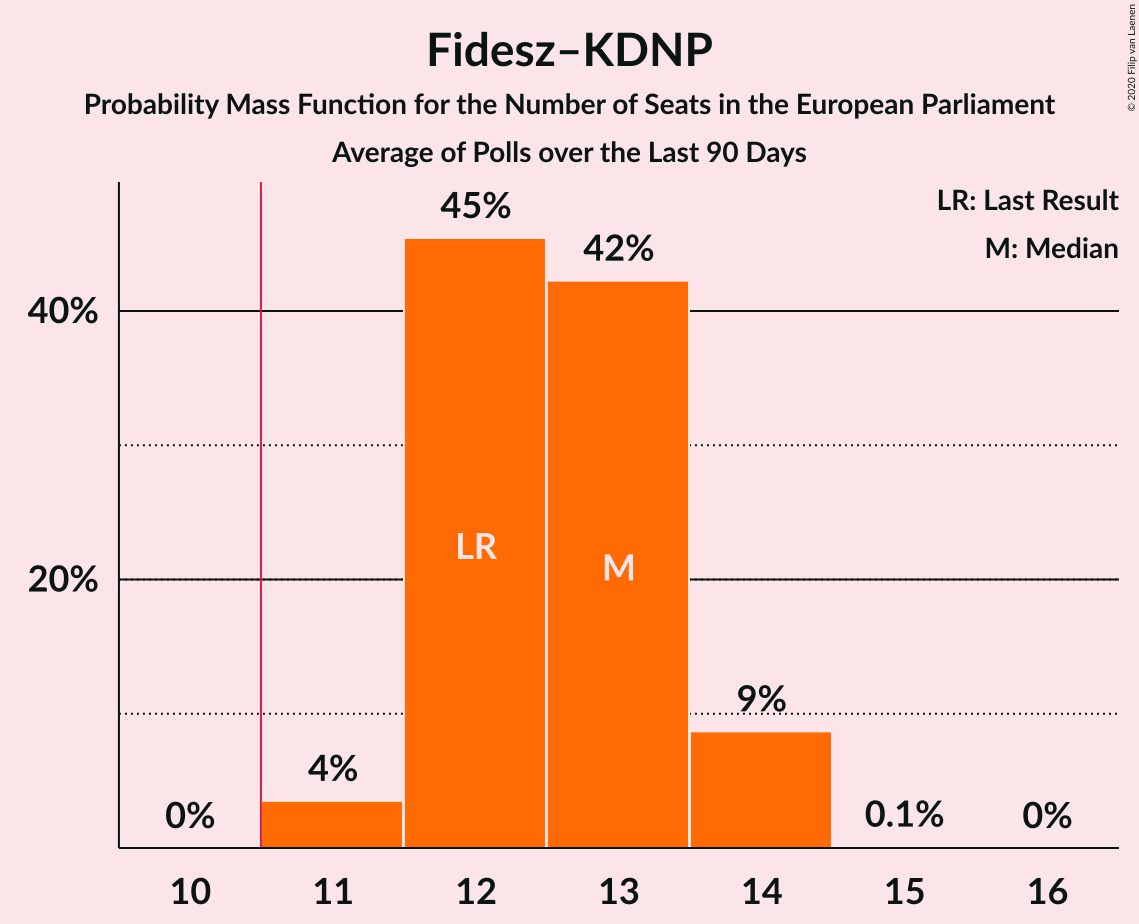 Fidesz–KDNP
Probability Mass Function for the Number of Seats in the European Parliament
Average of Polls over the Last 90 Days
© 2020 Filip van Laenen
LR: Last Result
M: Median
45%
42%
40%
LR
M
20%
9%
4%
0%
0.1%
0%
10 11 12 13 14 15 16